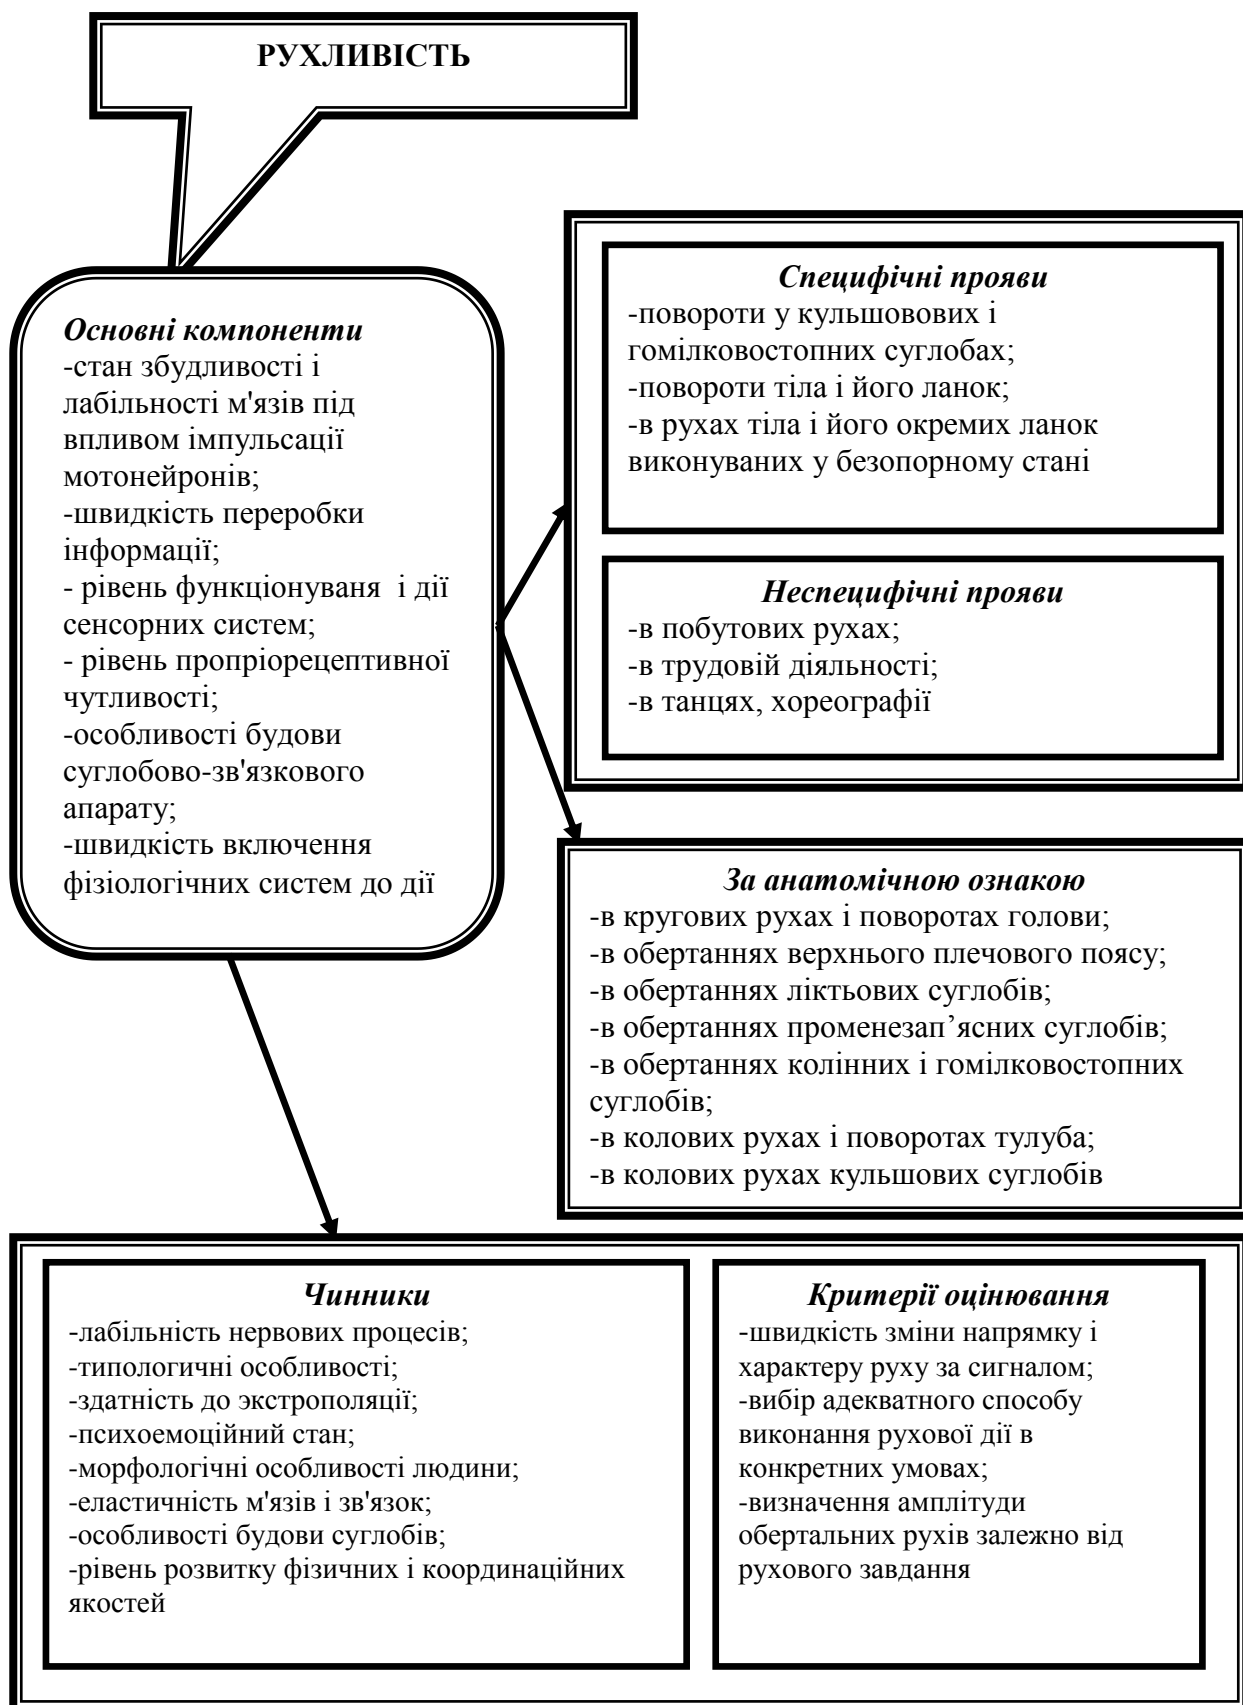 РУХЛИВІСТЬ
Основні компоненти
-стан збудливості і
лабільності м'язів під
впливом імпульсації
мотонейронів;
-швидкість переробки
інформації;
- рівень функціонуваня і дії
сенсорних систем;
- рівень пропріорецептивної
чутливості;
-особливості будови
суглобово-зв'язкового
апарату;
-швидкість включення
фізіологічних систем до дії
Специфічні прояви
-повороти у кульшовових і
гомілковостопних суглобах;
-повороти тіла і його ланок;
-в рухах тіла і його окремих ланок
виконуваних у безопорному стані
Неспецифічні прояви
-в побутових рухах;
-в трудовій діяльності;
-в танцях, хореографії
За анатомічною ознакою
-в кругових рухах і поворотах голови;
-в обертаннях верхнього плечового поясу;
-в обертаннях ліктьових суглобів;
-в обертаннях променезап’ясних суглобів;
-в обертаннях колінних і гомілковостопних
суглобів;
-в колових рухах і поворотах тулуба;
-в колових рухах кульшових суглобів
Чинники
-лабільність нервових процесів;
-типологичні особливості;
-здатність до экстрополяції;
-психоемоційний стан;
-морфологічні особливості людини;
-еластичність м'язів і зв'язок;
-особливості будови суглобів;
-рівень розвитку фізичних і координаційних
якостей
Критерії оцінювання
-швидкість зміни напрямку і
характеру руху за сигналом;
-вибір адекватного способу
виконання рухової дії в
конкретних умовах;
-визначення амплітуди
обертальних рухів залежно від
рухового завдання